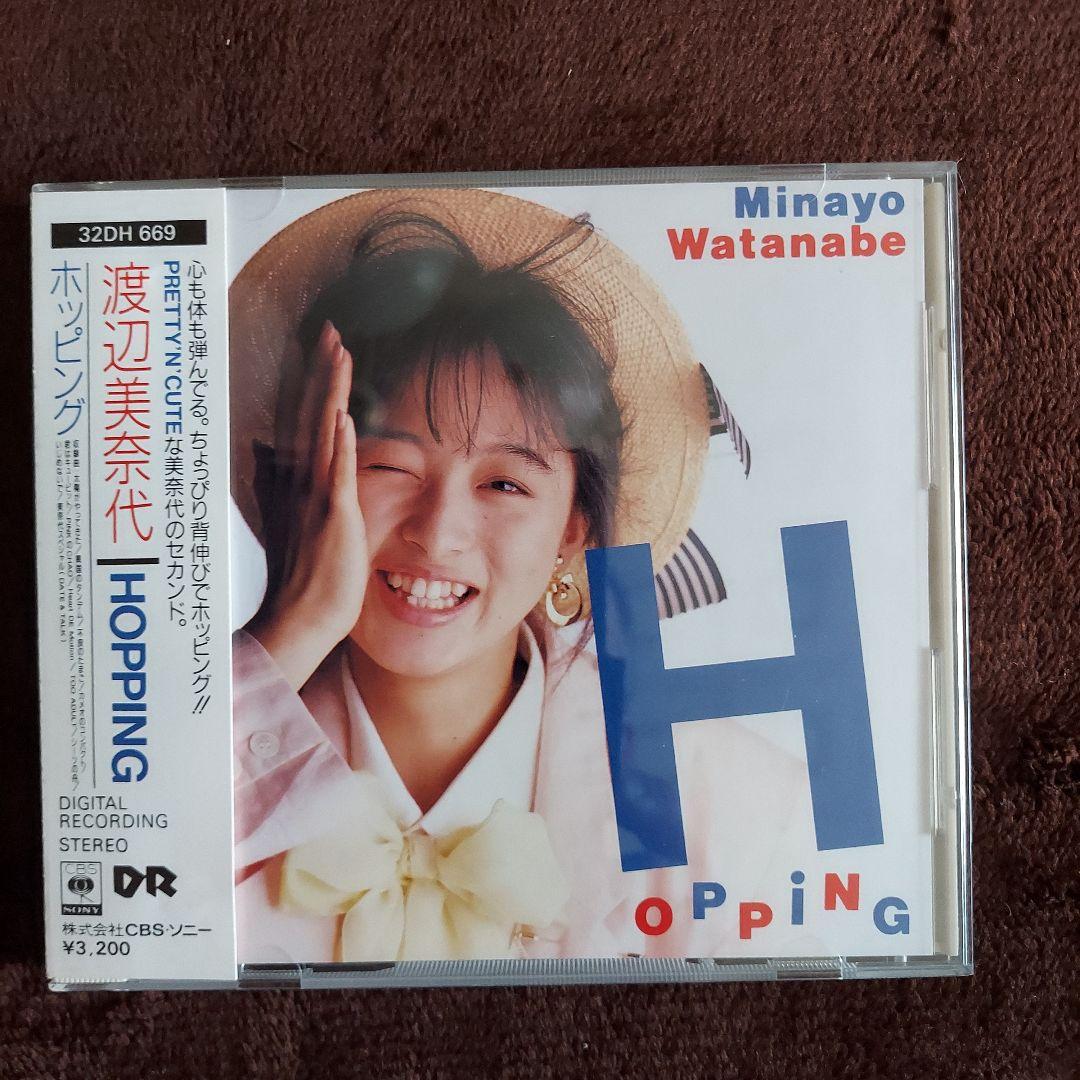 32DH 669
心も体も弾んでる。ちょっぴり背伸びでホッピング!!
PRETTY'N'CUTEな美奈代のセカンド。
渡辺美奈代
HOPPING
ホッピング
DIGITAL
RECORDING
STEREO
CBS
SONY
DR
株式会社CBS・ソニー
¥3,200
Minayo
Watanabe
HOPPiNG